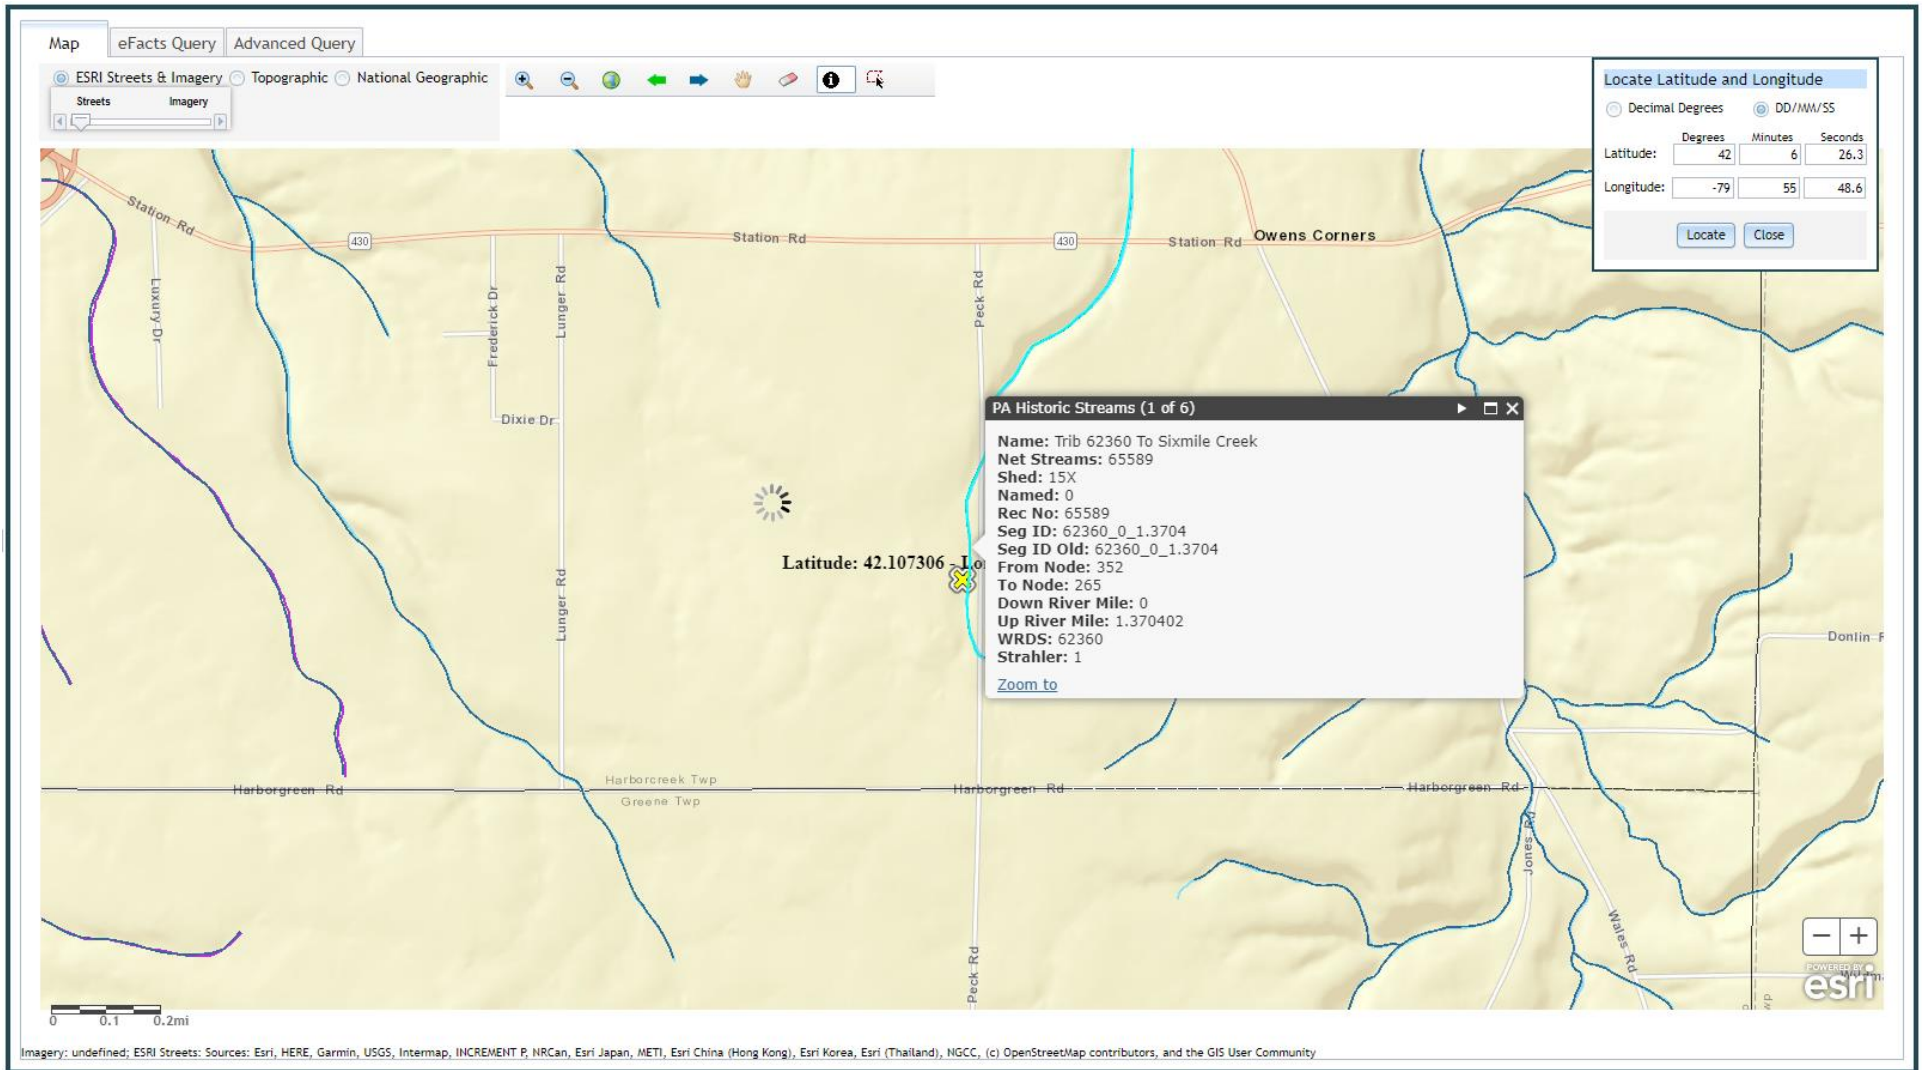 Map eFacts Query Advanced Query
ESRI Streets & Imagery Topographic National Geographic
Streets Imagery
Locate Latitude and Longitude
Decimal Degrees DD/MM/SS
Degrees Minutes Seconds
Latitude: 42 6 26.3
Longitude: -79 55 48.6
Locate Close
Station Rd
430
Station Rd
430
Station Rd
Owens Corners
Luxury Dr
Frederick Dr
Lunger Rd
Peck Rd
Dixie Dr
PA Historic Streams (1 of 6)
Name: Trib 62360 To Sixmile Creek
Net Streams: 65589
Shed: 15X
Named: 0
Rec No: 65589
Seg ID: 62360_0_1.3704
Seg ID Old: 62360_0_1.3704
From Node: 352
To Node: 265
Down River Mile: 0
Up River Mile: 1.370402
WRDS: 62360
Strahler: 1
Zoom to
Latitude: 42.107306 - Lo
Lunger Rd
Donlin R
Harborcreek Twp
Harborgreen Rd
Harborgreen Rd
Harborgreen Rd
Greene Twp
Jones Rd
Wales Rd
Peck Rd
POWERED BY
esri
0 0.1 0.2mi
Imagery: undefined; ESRI Streets: Sources: Esri, HERE, Garmin, USGS, Intermap, INCREMENT P, NRCan, Esri Japan, METI, Esri China (Hong Kong), Esri Korea, Esri (Thailand), NGCC, (c) OpenStreetMap contributors, and the GIS User Community